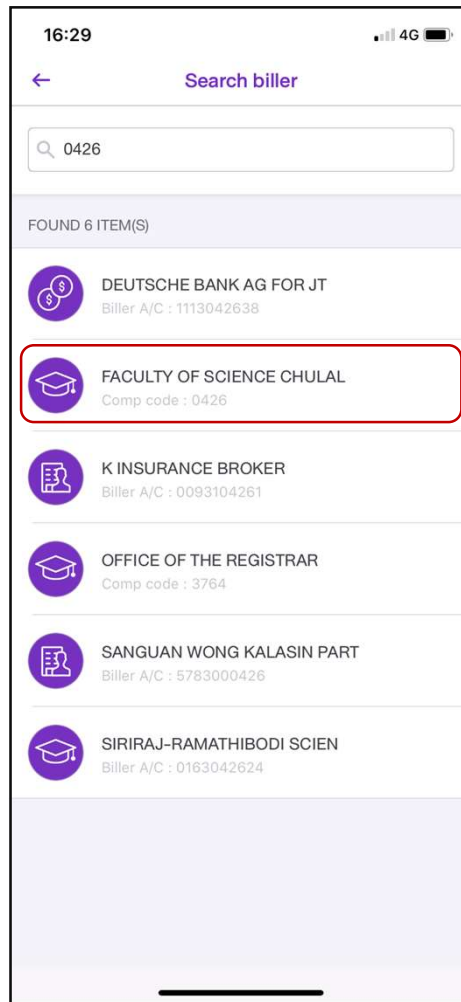 16:29
4G
Search biller
0426
FOUND 6 ITEM(S)
DEUTSCHE BANK AG FOR JT
Biller A/C : 1113042638
FACULTY OF SCIENCE CHULAL
Comp code : 0426
K INSURANCE BROKER
Biller A/C : 0093104261
OFFICE OF THE REGISTRAR
Comp code : 3764
SANGUAN WONG KALASIN PART
Biller A/C : 5783000426
SIRIRAJ-RAMATHIBODI SCIEN
Biller A/C : 0163042624